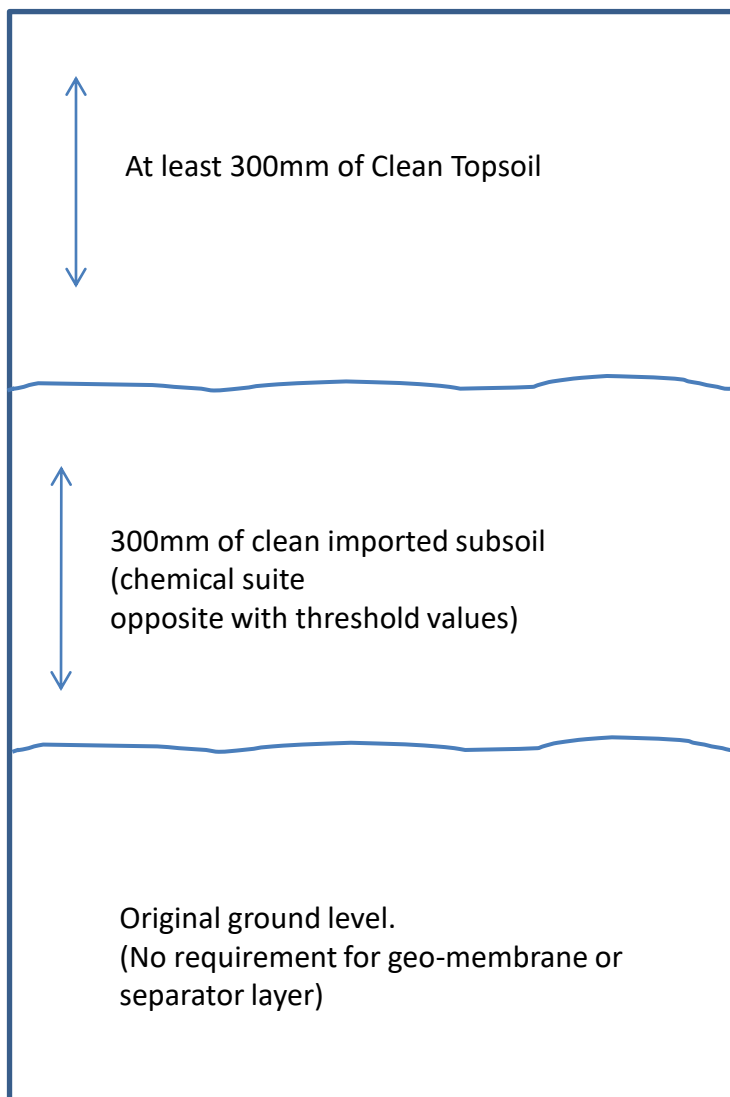 At least 300mm of Clean Topsoil
300mm of clean imported subsoil
(chemical suite
opposite with threshold values)
Original ground level.
(No requirement for geo-membrane or
separator layer)